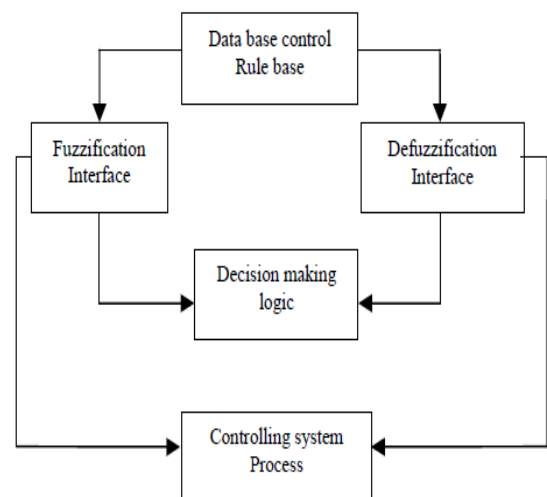 Data base control
Rule base
Fuzzification
Interface
Defuzzification
Interface
Decision making
logic
Controlling system
Process